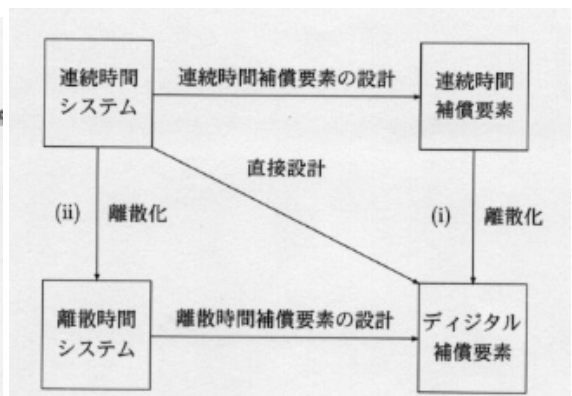 連続時間
システム
連続時間補償要素の設計
連続時間
補償要素
直接設計
(ii) 離散化
(i) 離散化
離散時間
システム
離散時間補償要素の設計
ディジタル
補償要素